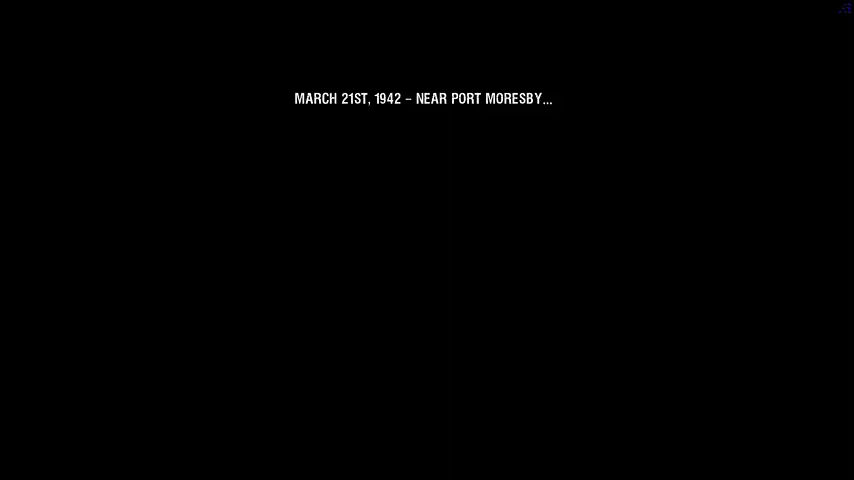 MARCH 21ST, 1942 – NEAR PORT MORESBY...